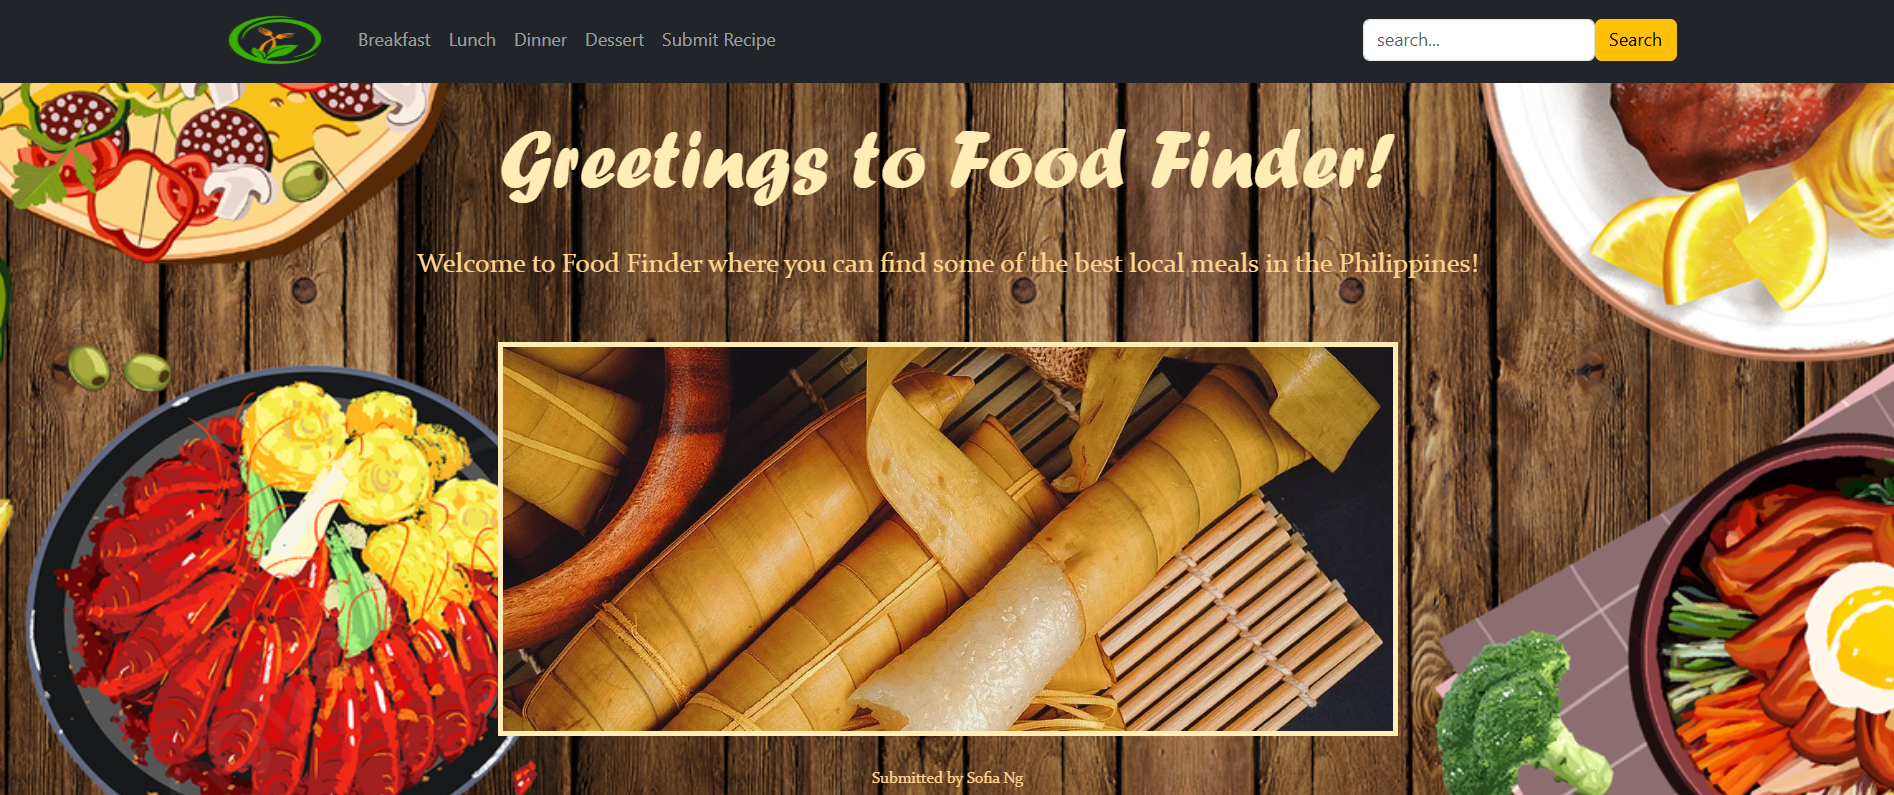 Breakfast Lunch Dinner Dessert Submit Recipe search... Search
Greetings to Food Finder!
Welcome to Food Finder where you can find some of the best local meals in the Philippines!
Submitted by Sofia Ng